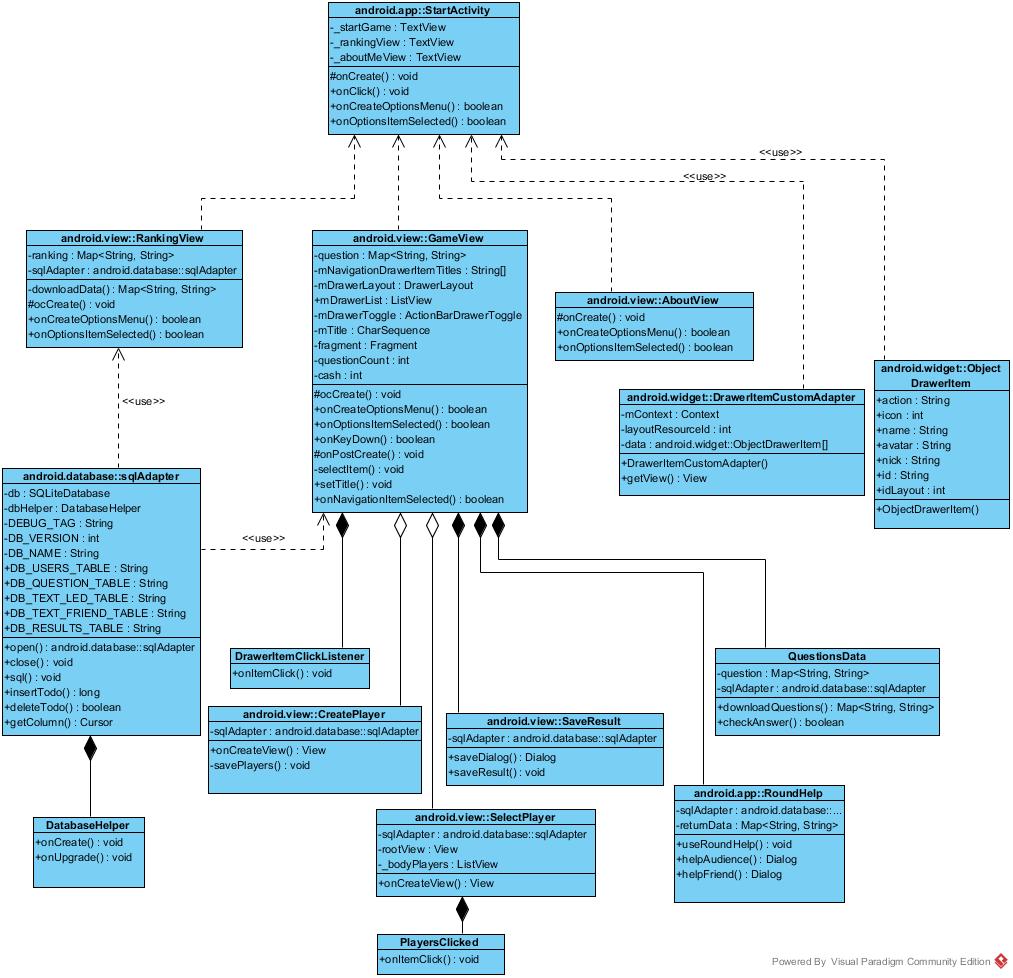 android.app::StartActivity
-_startGame : TextView
-_rankingView : TextView
-_aboutMeView : TextView
#onCreate() : void
+onClick() : void
+onCreateOptionsMenu() : boolean
+onOptionsItemSelected() : boolean
<<use>>
<<use>>
android.view::RankingView
-ranking : Map<String, String>
-sqlAdapter : android.database::sqlAdapter
-downloadData() : Map<String, String>
#ocCreate() : void
+onCreateOptionsMenu() : boolean
+onOptionsItemSelected() : boolean
android.view::GameView
-question : Map<String, String>
-mNavigationDrawerItemTitles : String[]
-mDrawerLayout : DrawerLayout
+mDrawerList : ListView
-mDrawerToggle : ActionBarDrawerToggle
-mTitle : CharSequence
-fragment : Fragment
-questionCount : int
-cash : int
#ocCreate() : void
+onCreateOptionsMenu() : boolean
+onOptionsItemSelected() : boolean
+onKeyDown() : boolean
#onPostCreate() : void
-selectItem() : void
+setTitle() : void
+onNavigationItemSelected() : boolean
android.view::AboutView
#onCreate() : void
+onCreateOptionsMenu() : boolean
+onOptionsItemSelected() : boolean
android.widget::DrawerItemCustomAdapter
-mContext : Context
-layoutResourceId : int
-data : android.widget::ObjectDrawerItem[]
+DrawerItemCustomAdapter()
+getView() : View
android.widget::Object
DrawerItem
+action : String
+icon : int
+name : String
+avatar : String
+nick : String
+id : String
+idLayout : int
+ObjectDrawerItem()
<<use>>
android.database::sqlAdapter
-db : SQLiteDatabase
-dbHelper : DatabaseHelper
-DEBUG_TAG : String
-DB_VERSION : int
-DB_NAME : String
+DB_USERS_TABLE : String
+DB_QUESTION_TABLE : String
+DB_TEXT_LED_TABLE : String
+DB_TEXT_FRIEND_TABLE : String
+DB_RESULTS_TABLE : String
+open() : android.database::sqlAdapter
+close() : void
+sql() : void
+insertTodo() : long
+deleteTodo() : boolean
+getColumn() : Cursor
<<use>>
DrawerItemClickListener
+onItemClick() : void
QuestionsData
-question : Map<String, String>
-sqlAdapter : android.database::sqlAdapter
+downloadQuestions() : Map<String, String>
+checkAnswer() : boolean
android.view::CreatePlayer
-sqlAdapter : android.database::sqlAdapter
+onCreateView() : View
-savePlayers() : void
android.view::SaveResult
-sqlAdapter : android.database::sqlAdapter
+saveDialog() : Dialog
+saveResult() : void
android.app::RoundHelp
-sqlAdapter : android.database::...
-returnData : Map<String, String>
+useRoundHelp() : void
+helpAudience() : Dialog
+helpFriend() : Dialog
DatabaseHelper
+onCreate() : void
+onUpgrade() : void
android.view::SelectPlayer
-sqlAdapter : android.database::sqlAdapter
-rootView : View
-_bodyPlayers : ListView
+onCreateView() : View
PlayersClicked
+onItemClick() : void
Powered By Visual Paradigm Community Edition